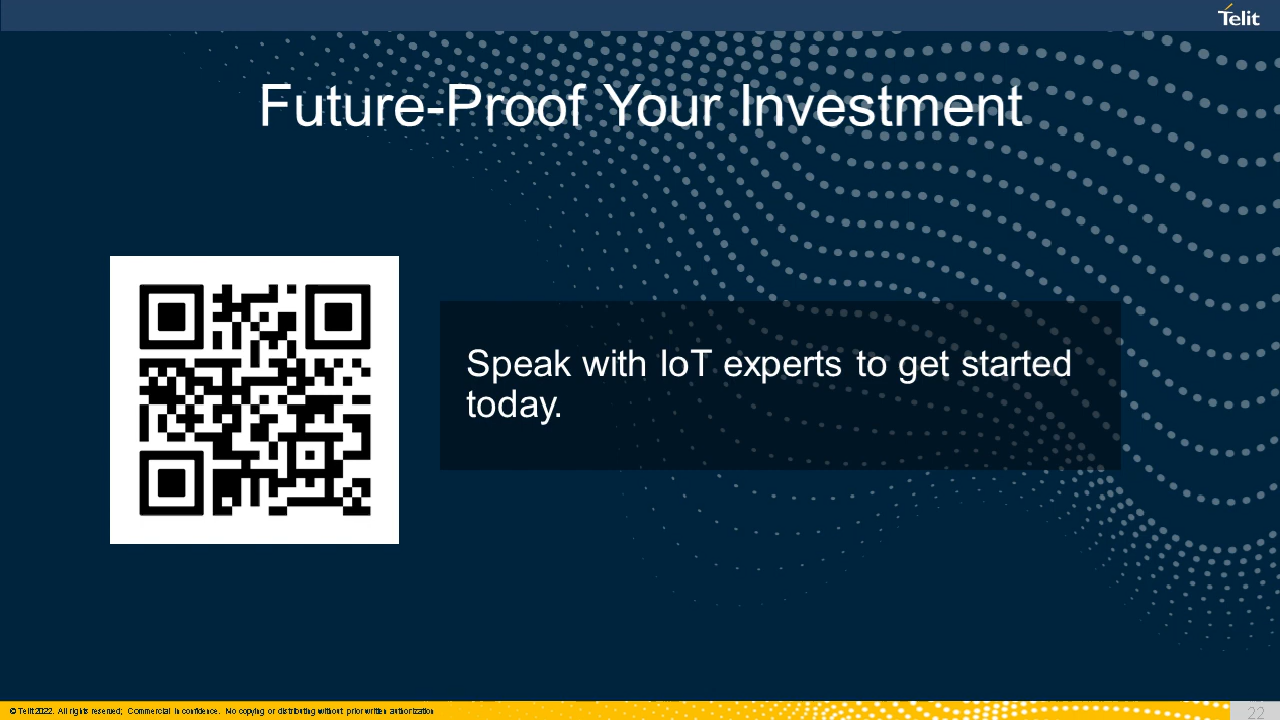 Telit
Future-Proof Your Investment
Speak with IoT experts to get started
today.
© Telit 2022. All rights reserved; Commercial in confidence. No copying or distributing without prior written authorization
22